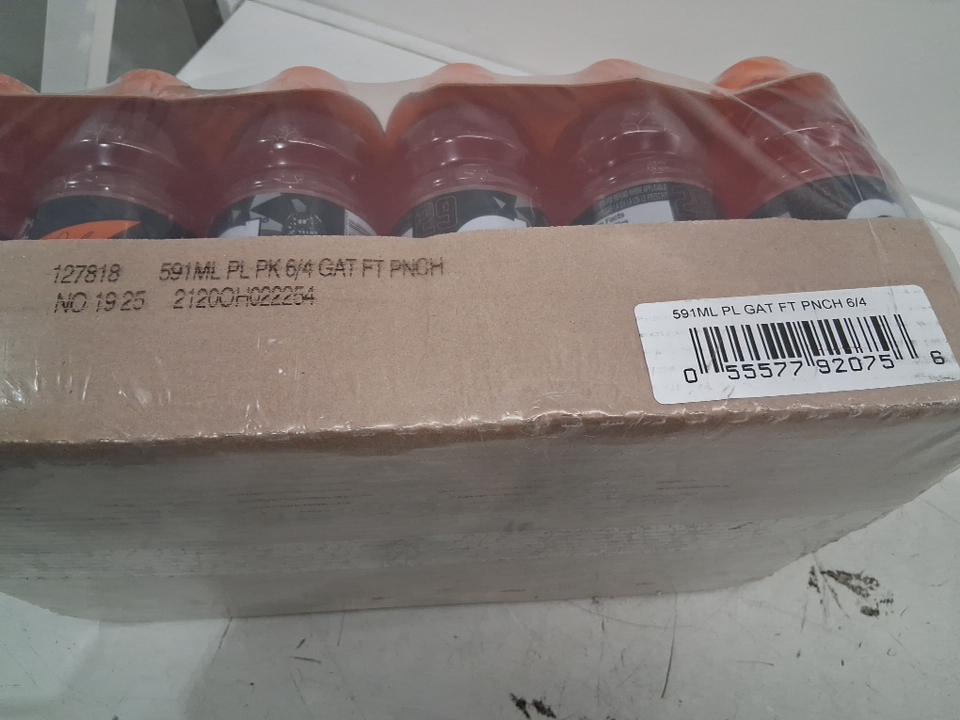 127818 591ML PL PK 6/4 GAT FT PNCH
NO 19 25 2120OH022254
591ML PL GAT FT PNCH 6/4
0 55577 92075 6